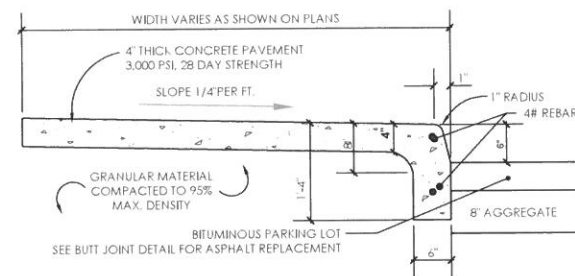 WIDTH VARIES AS SHOWN ON PLANS
4" THICK CONCRETE PAVEMENT
3,000 PSI, 28 DAY STRENGTH
SLOPE 1/4"PER FT.
1"
1" RADIUS
4# REBAR
4"
6"
8"
1'-4"
GRANULAR MATERIAL
COMPACTED TO 95%
MAX. DENSITY
8" AGGREGATE
BITUMINOUS PARKING LOT
SEE BUTT JOINT DETAIL FOR ASPHALT REPLACEMENT
6"